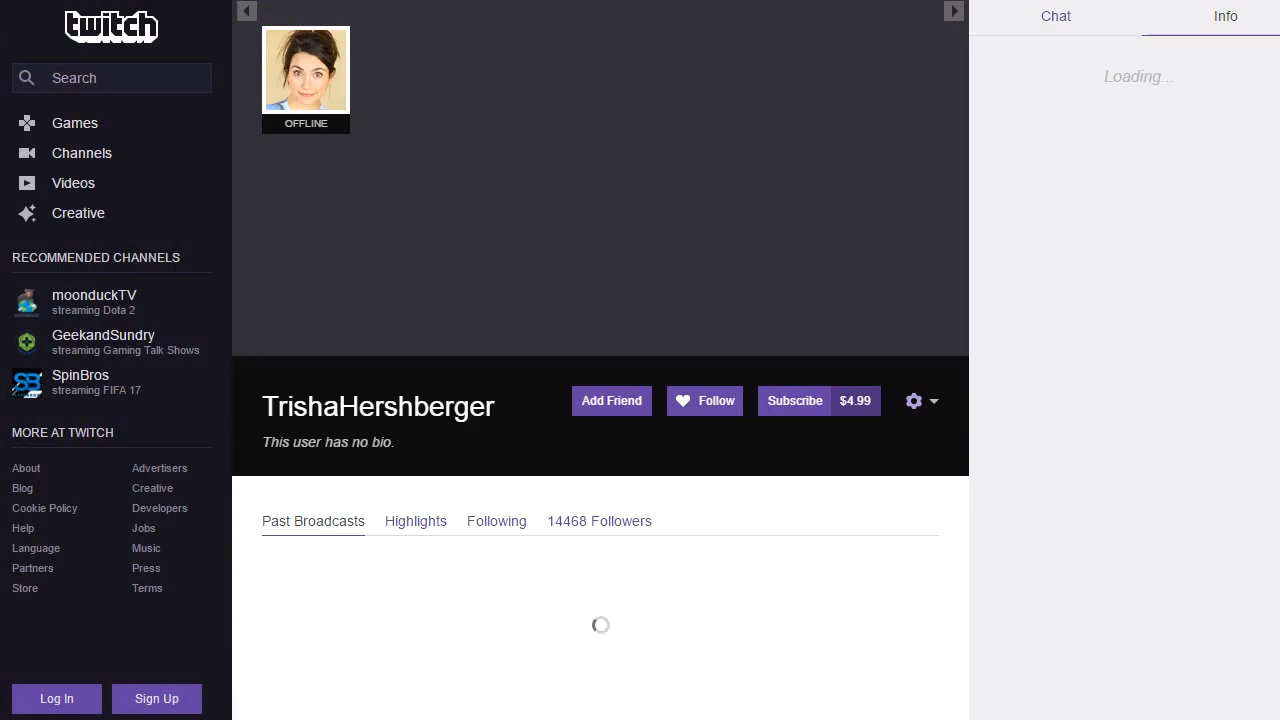 twitch
Search
Games
Channels
Videos
Creative
RECOMMENDED CHANNELS
moonduckTV
streaming Dota 2
GeekandSundry
streaming Gaming Talk Shows
SpinBros
streaming FIFA 17
MORE AT TWITCH
About
Advertisers
Blog
Creative
Cookie Policy
Developers
Help
Jobs
Language
Music
Partners
Press
Store
Terms
Log In
Sign Up
OFFLINE
TrishaHershberger
Add Friend
Follow
Subscribe $4.99
This user has no bio.
Past Broadcasts
Highlights
Following
14468 Followers
Chat
Info
Loading...